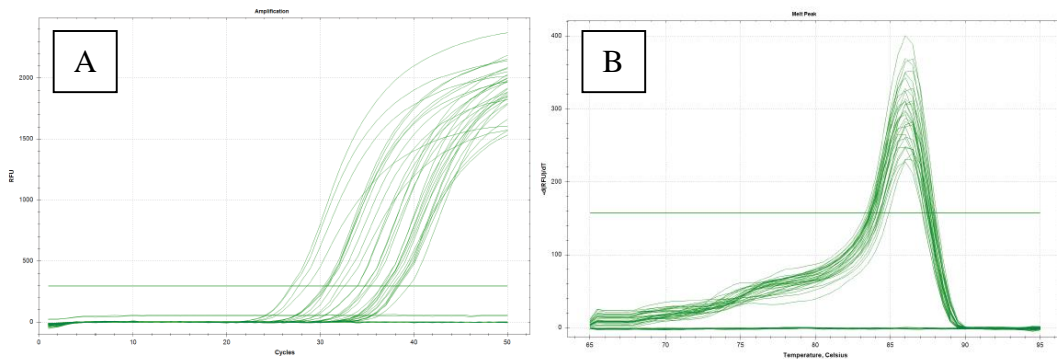 Amplification
A
2000
1500
1000
500
0
RFU
0
10
20
30
40
50
Cycles
Melt Peak
B
400
300
200
100
0
-d(RFU)/dT
65
70
75
80
85
90
95
Temperature, Celsius